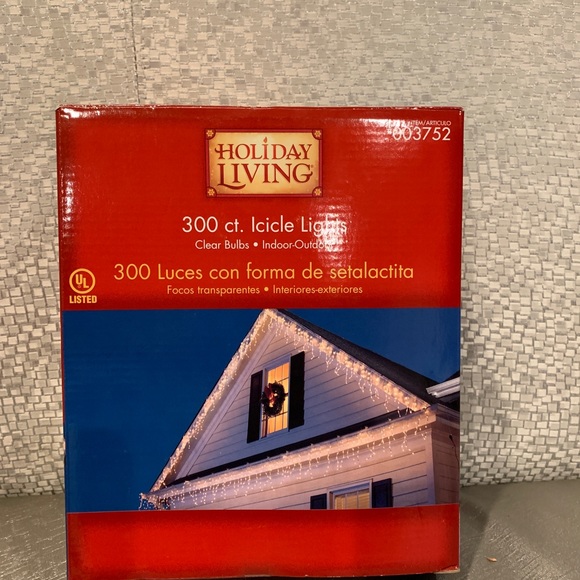 ITEM/ARTICULO
#003752
HOLIDAY
LIVING®
300 ct. Icicle Lights
Clear Bulbs • Indoor-Outdoor
300 Luces con forma de setalactita
Focos transparentes • Interiores-exteriores
UL
LISTED